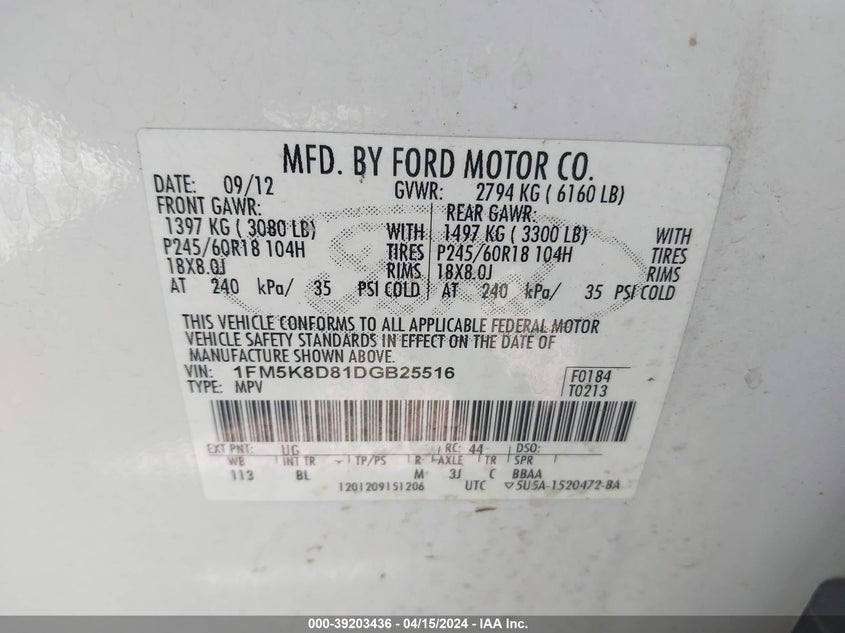 MFD. BY FORD MOTOR CO.
DATE: 09/12 GVWR: 2794 KG ( 6160 LB)
FRONT GAWR: REAR GAWR:
1397 KG ( 3080 LB) WITH 1497 KG ( 3300 LB) WITH
P245/60R18 104H TIRES P245/60R18 104H TIRES
18X8.0J RIMS 18X8.0J RIMS
AT 240 kPa/ 35 PSI COLD AT 240 kPa/ 35 PSI COLD
THIS VEHICLE CONFORMS TO ALL APPLICABLE FEDERAL MOTOR
VEHICLE SAFETY STANDARDS IN EFFECT ON THE DATE OF
MANUFACTURE SHOWN ABOVE.
VIN: 1FM5K8D81DGB25516 F0184
TYPE: MPV T0213
EXT PNT: UG RC: 44 DSO:
WB INT TR TP/PS R AXLE TR SPR
113 BL M 3J C BBAA
1201209151206 UTC ▽5U5A-1520472-BA
000-39203436 - 04/15/2024 - IAA Inc.